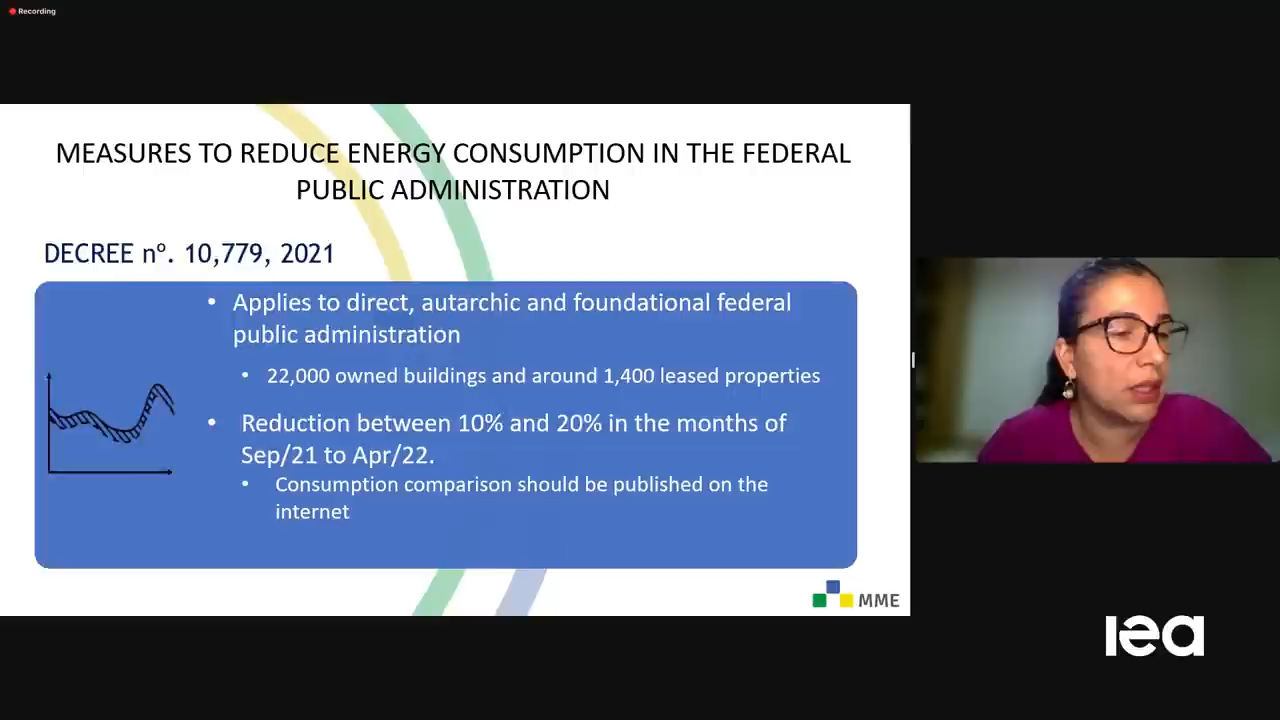 Recording
MEASURES TO REDUCE ENERGY CONSUMPTION IN THE FEDERAL
PUBLIC ADMINISTRATION
DECREE nº. 10,779, 2021
• Applies to direct, autarchic and foundational federal
public administration
• 22,000 owned buildings and around 1,400 leased properties
• Reduction between 10% and 20% in the months of
Sep/21 to Apr/22.
• Consumption comparison should be published on the
internet
MME
iea